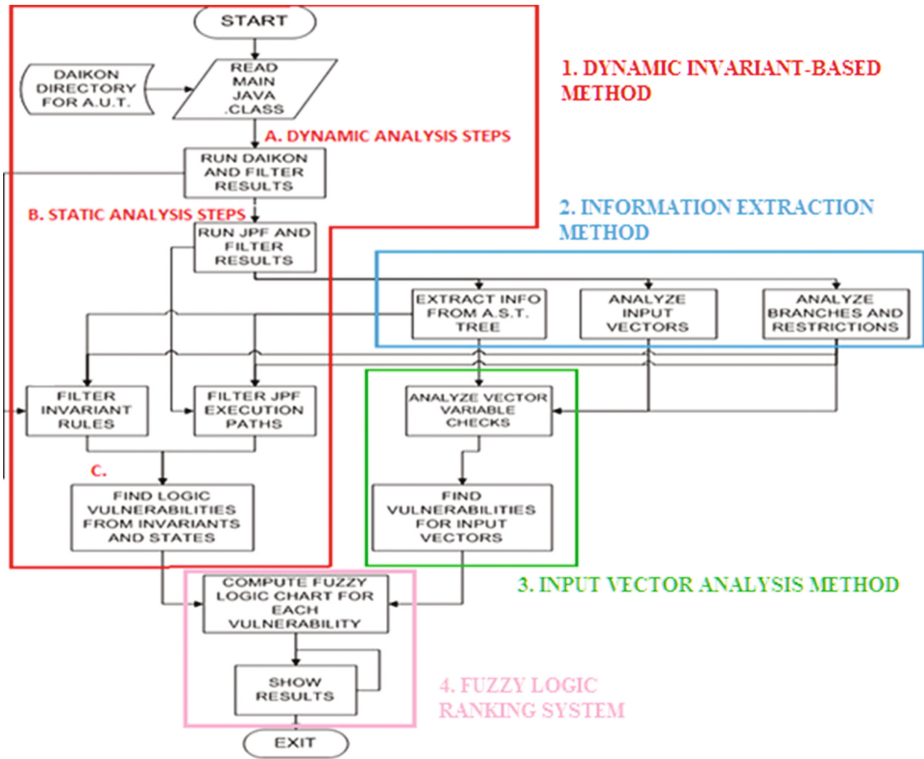 START
DAIKON
DIRECTORY
FOR A.U.T.
READ
MAIN
JAVA
.CLASS
1. DYNAMIC INVARIANT-BASED
METHOD
A. DYNAMIC ANALYSIS STEPS
RUN DAIKON
AND FILTER
RESULTS
B. STATIC ANALYSIS STEPS
RUN JPF AND
FILTER
RESULTS
2. INFORMATION EXTRACTION
METHOD
EXTRACT INFO
FROM A.S.T.
TREE
ANALYZE
INPUT
VECTORS
ANALYZE
BRANCHES AND
RESTRICTIONS
FILTER
INVARIANT
RULES
FILTER JPF
EXECUTION
PATHS
ANALYZE VECTOR
VARIABLE
CHECKS
C.
FIND LOGIC
VULNERABILITIES
FROM INVARIANTS
AND STATES
FIND
VULNERABILITIES
FOR INPUT
VECTORS
3. INPUT VECTOR ANALYSIS METHOD
COMPUTE FUZZY
LOGIC CHART FOR
EACH
VULNERABILITY
SHOW
RESULTS
4. FUZZY LOGIC
RANKING SYSTEM
EXIT